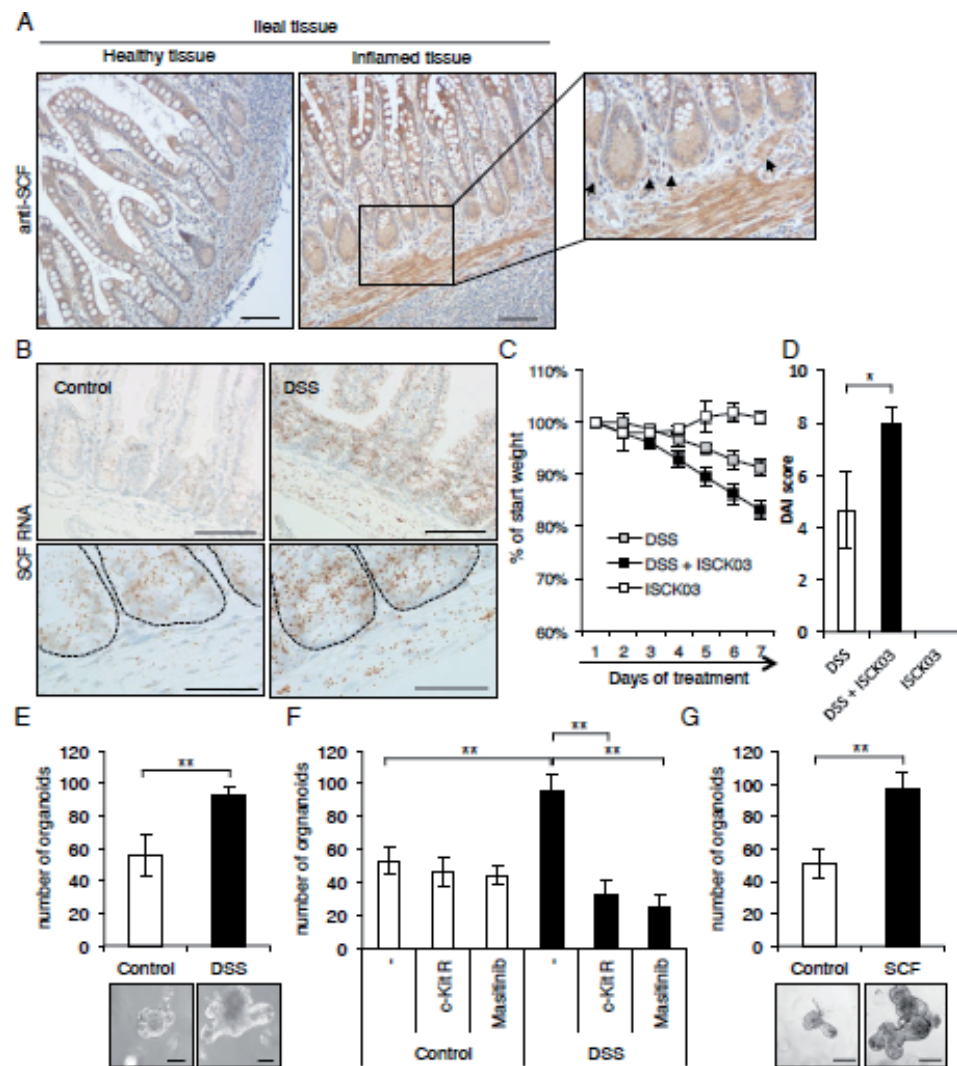 A
Ileal tissue
Healthy tissue
Inflamed tissue
anti-SCF
B
Control
DSS
SCF RNA
C
110%
100%
90%
80%
70%
60%
% of start weight
DSS
DSS + ISCK03
ISCK03
1 2 3 4 5 6 7
Days of treatment
D
10
8
6
4
2
0
DAI score
*
DSS
DSS + ISCK03
ISCK03
E
120
100
80
60
40
20
0
number of organoids
**
Control DSS
F
120
100
80
60
40
20
0
number of orgnanoids
** ** **
- c-Kit R Masitinib - c-Kit R Masitinib
Control DSS
G
120
100
80
60
40
20
0
number of organoids
**
Control SCF